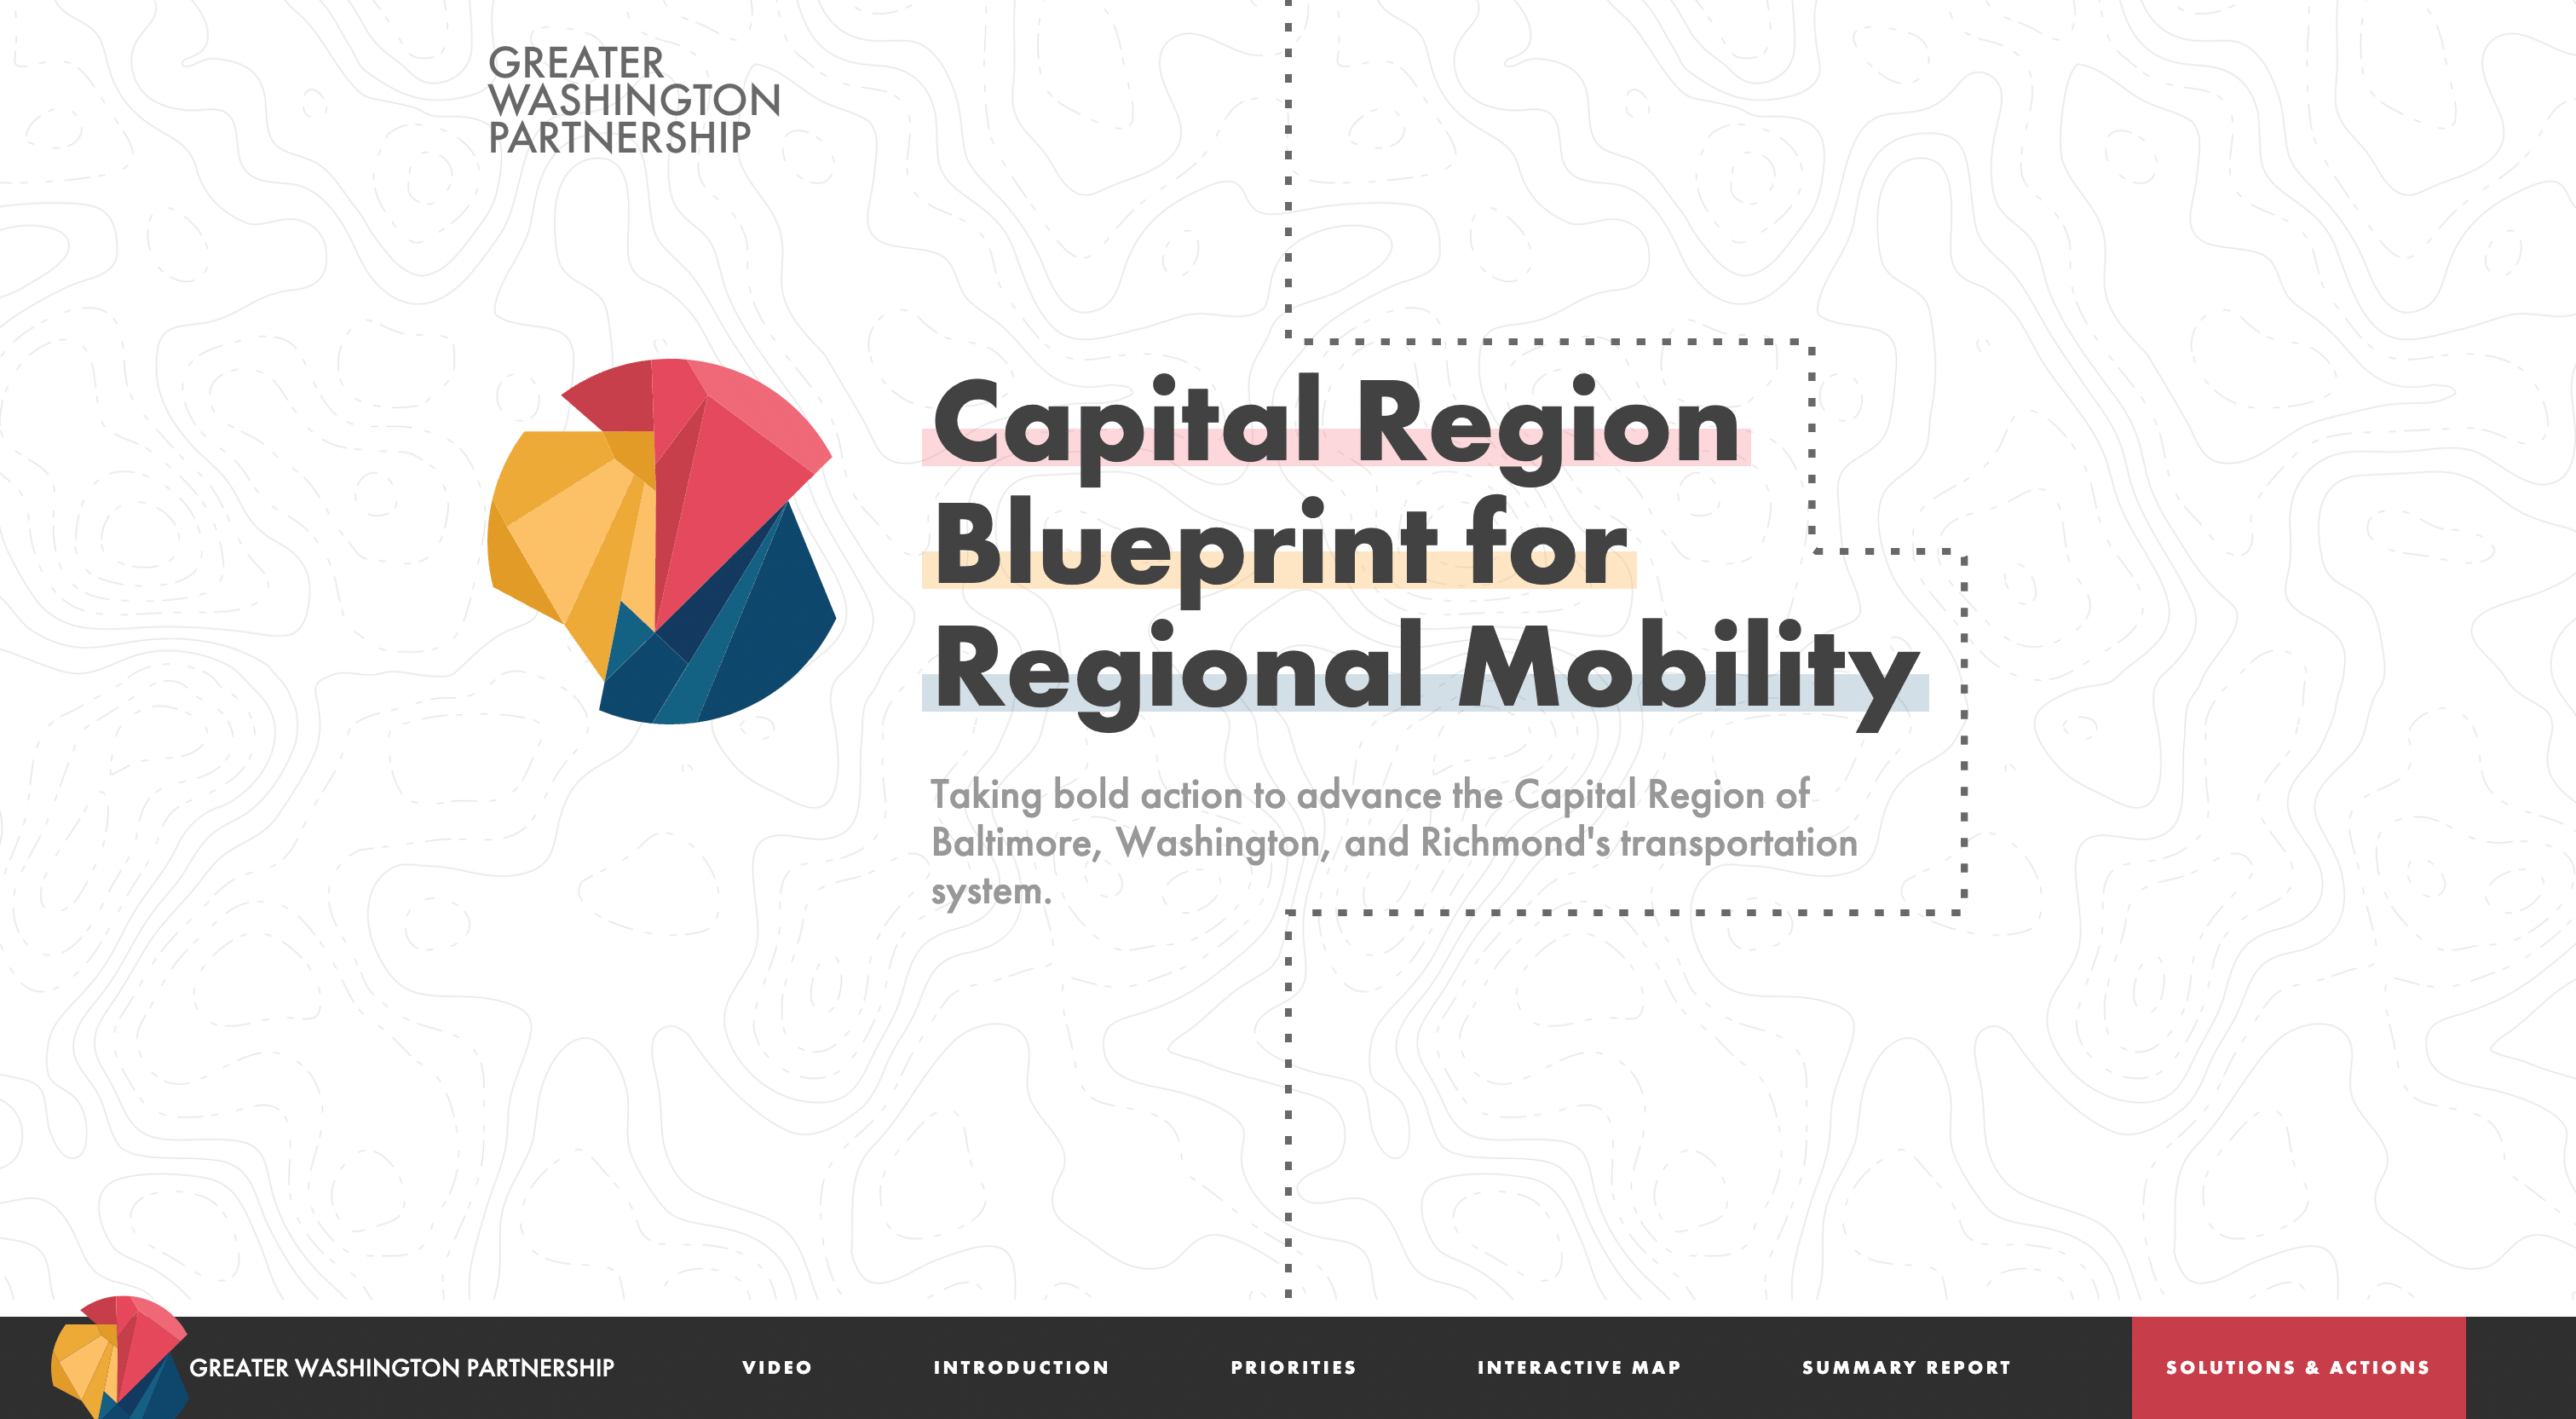 GREATER
WASHINGTON
PARTNERSHIP
Capital Region
Blueprint for
Regional Mobility
Taking bold action to advance the Capital Region of
Baltimore, Washington, and Richmond's transportation
system.
GREATER WASHINGTON PARTNERSHIP
VIDEO
INTRODUCTION
PRIORITIES
INTERACTIVE MAP
SUMMARY REPORT
SOLUTIONS & ACTIONS